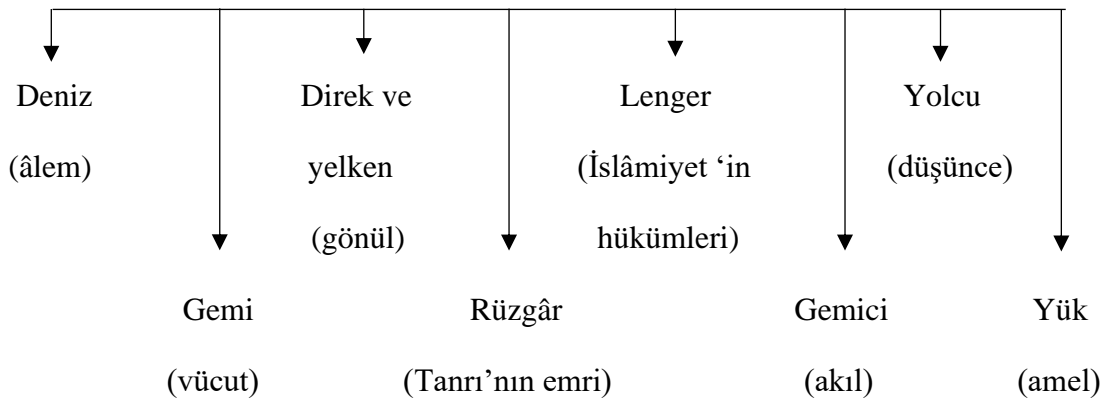 Deniz Direk ve Lenger Yolcu
(âlem) yelken (İslâmiyet ‘in (düşünce)
(gönül) hükümleri)
Gemi Rüzgâr Gemici Yük
(vücut) (Tanrı’nın emri) (akıl) (amel)